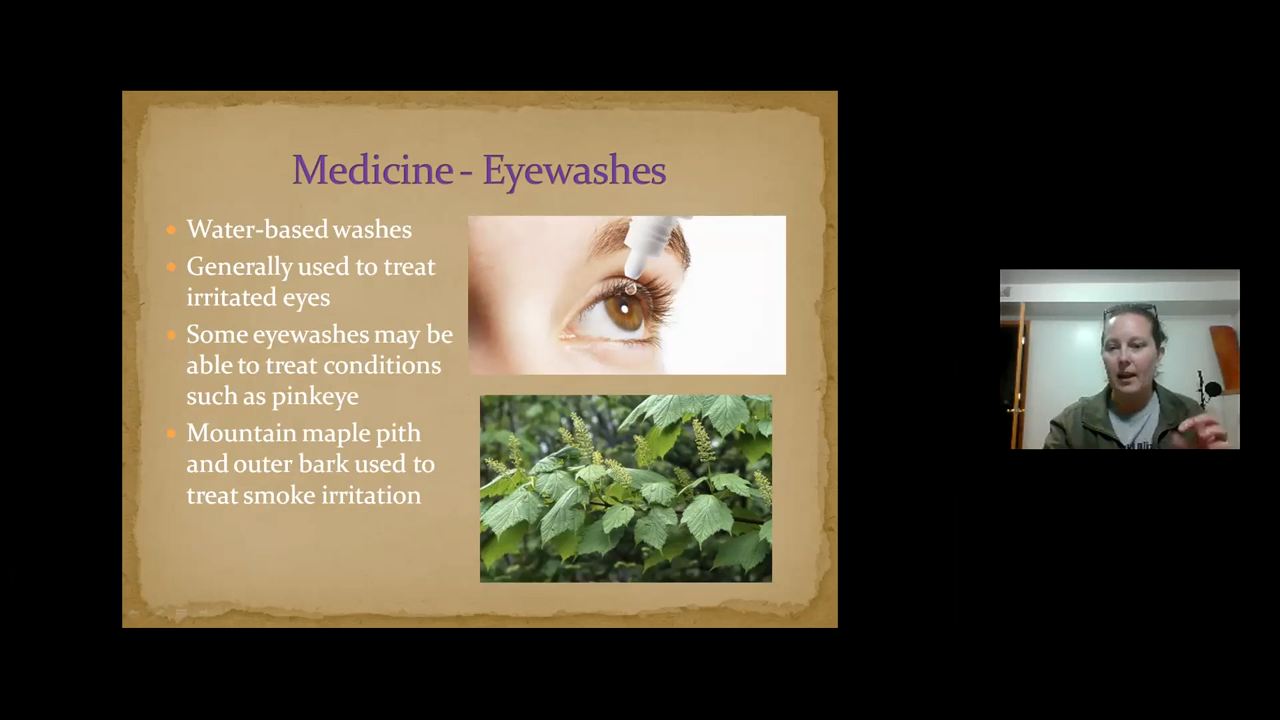 Medicine - Eyewashes
Water-based washes
Generally used to treat
irritated eyes
Some eyewashes may be
able to treat conditions
such as pinkeye
Mountain maple pith
and outer bark used to
treat smoke irritation